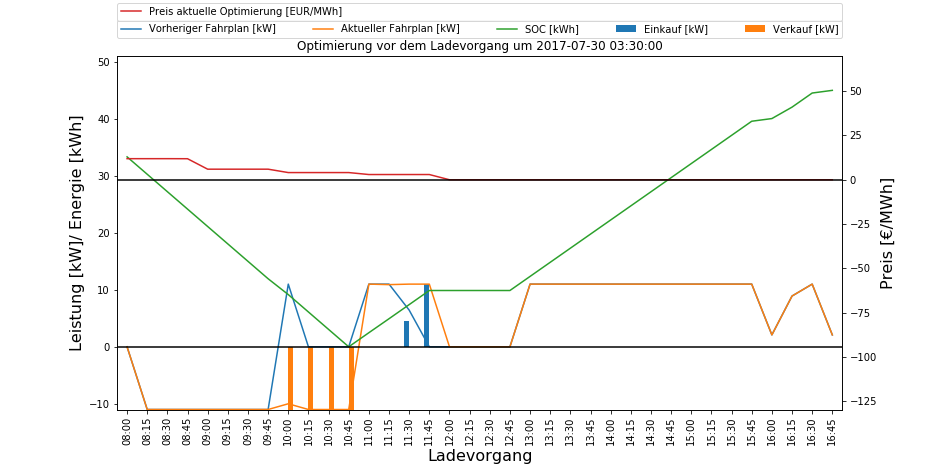 Preis aktuelle Optimierung [EUR/MWh]
Vorheriger Fahrplan [kW] Aktueller Fahrplan [kW] SOC [kWh] Einkauf [kW] Verkauf [kW]
Optimierung vor dem Ladevorgang um 2017-07-30 03:30:00
Leistung [kW]/ Energie [kWh]
50
40
30
20
10
0
−10
50
25
0
−25
−50
−75
−100
−125
Preis [€/MWh]
08:00 08:15 08:30 08:45 09:00 09:15 09:30 09:45 10:00 10:15 10:30 10:45 11:00 11:15 11:30 11:45 12:00 12:15 12:30 12:45 13:00 13:15 13:30 13:45 14:00 14:15 14:30 14:45 15:00 15:15 15:30 15:45 16:00 16:15 16:30 16:45
Ladevorgang